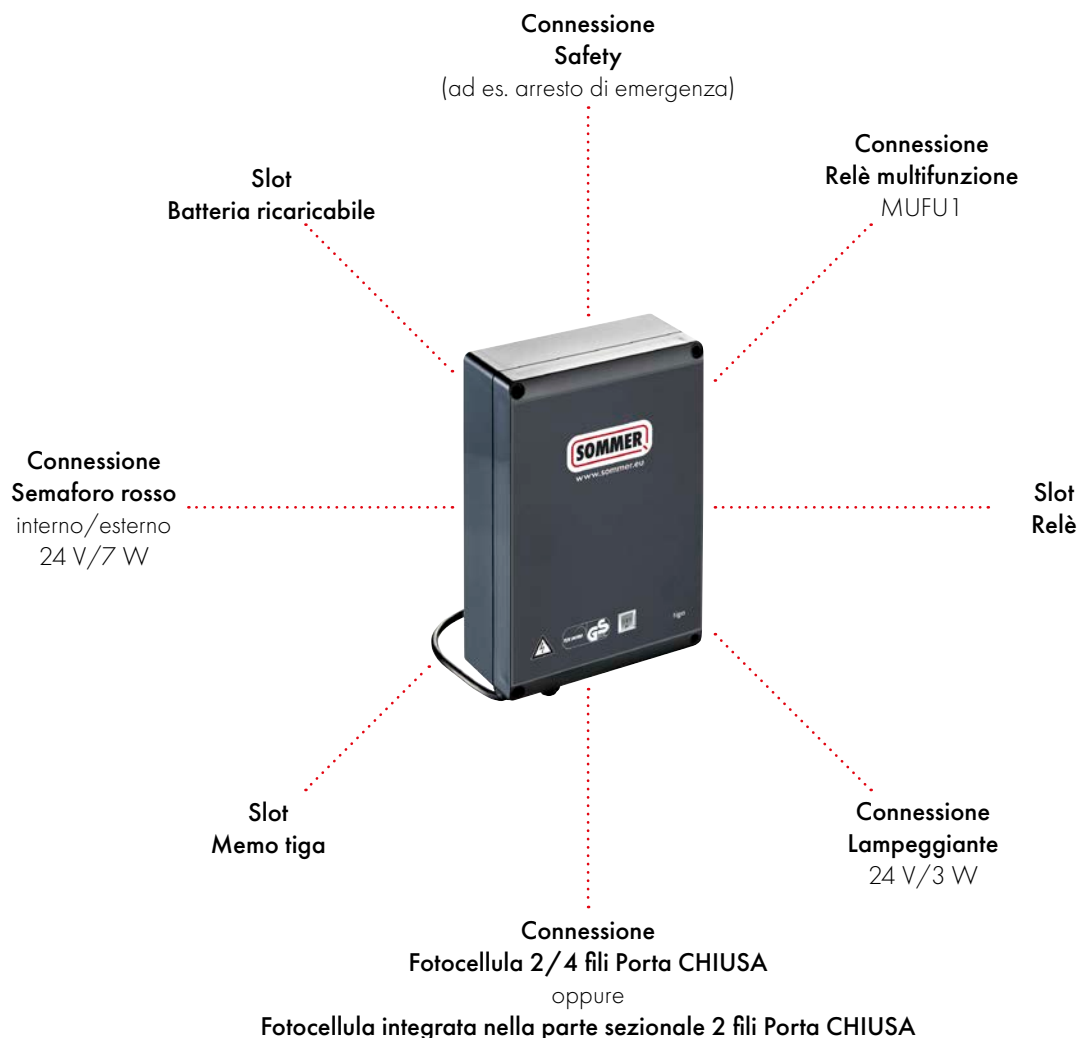 Connessione
Safety
(ad es. arresto di emergenza)
Connessione
Relè multifunzione
MUFU1
Slot
Batteria ricaricabile
SOMMER
www.sommer.eu
Connessione
Semaforo rosso
interno/esterno
24 V/7 W
Slot
Relè
GS
Slot
Memo tiga
Connessione
Lampeggiante
24 V/3 W
Connessione
Fotocellula 2/4 fili Porta CHIUSA
oppure
Fotocellula integrata nella parte sezionale 2 fili Porta CHIUSA